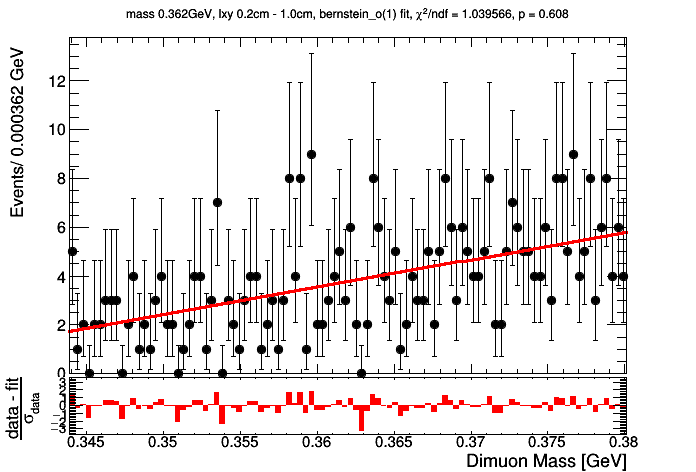 mass 0.362GeV, lxy 0.2cm - 1.0cm, bernstein_o(1) fit, χ²/ndf = 1.039566, p = 0.608
Events/ 0.000362 GeV
12
10
8
6
4
2
0
data - fit
σdata
3
2
1
0
−1
−2
−3
0.345 0.35 0.355 0.36 0.365 0.37 0.375 0.38
Dimuon Mass [GeV]